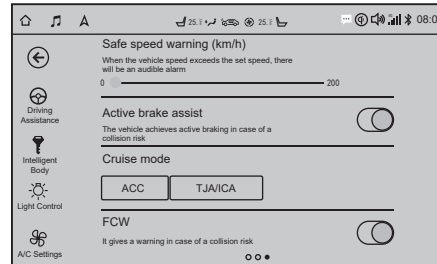 25.5
25.5
08:0
Safe speed warning (km/h)
When the vehicle speed exceeds the set speed, there
will be an audible alarm
0
200
Driving
Assistance
Active brake assist
The vehicle achieves active braking in case of a
collision risk
Intelligent
Body
Cruise mode
ACC
TJA/ICA
Light Control
FCW
It gives a warning in case of a collision risk
A/C Settings